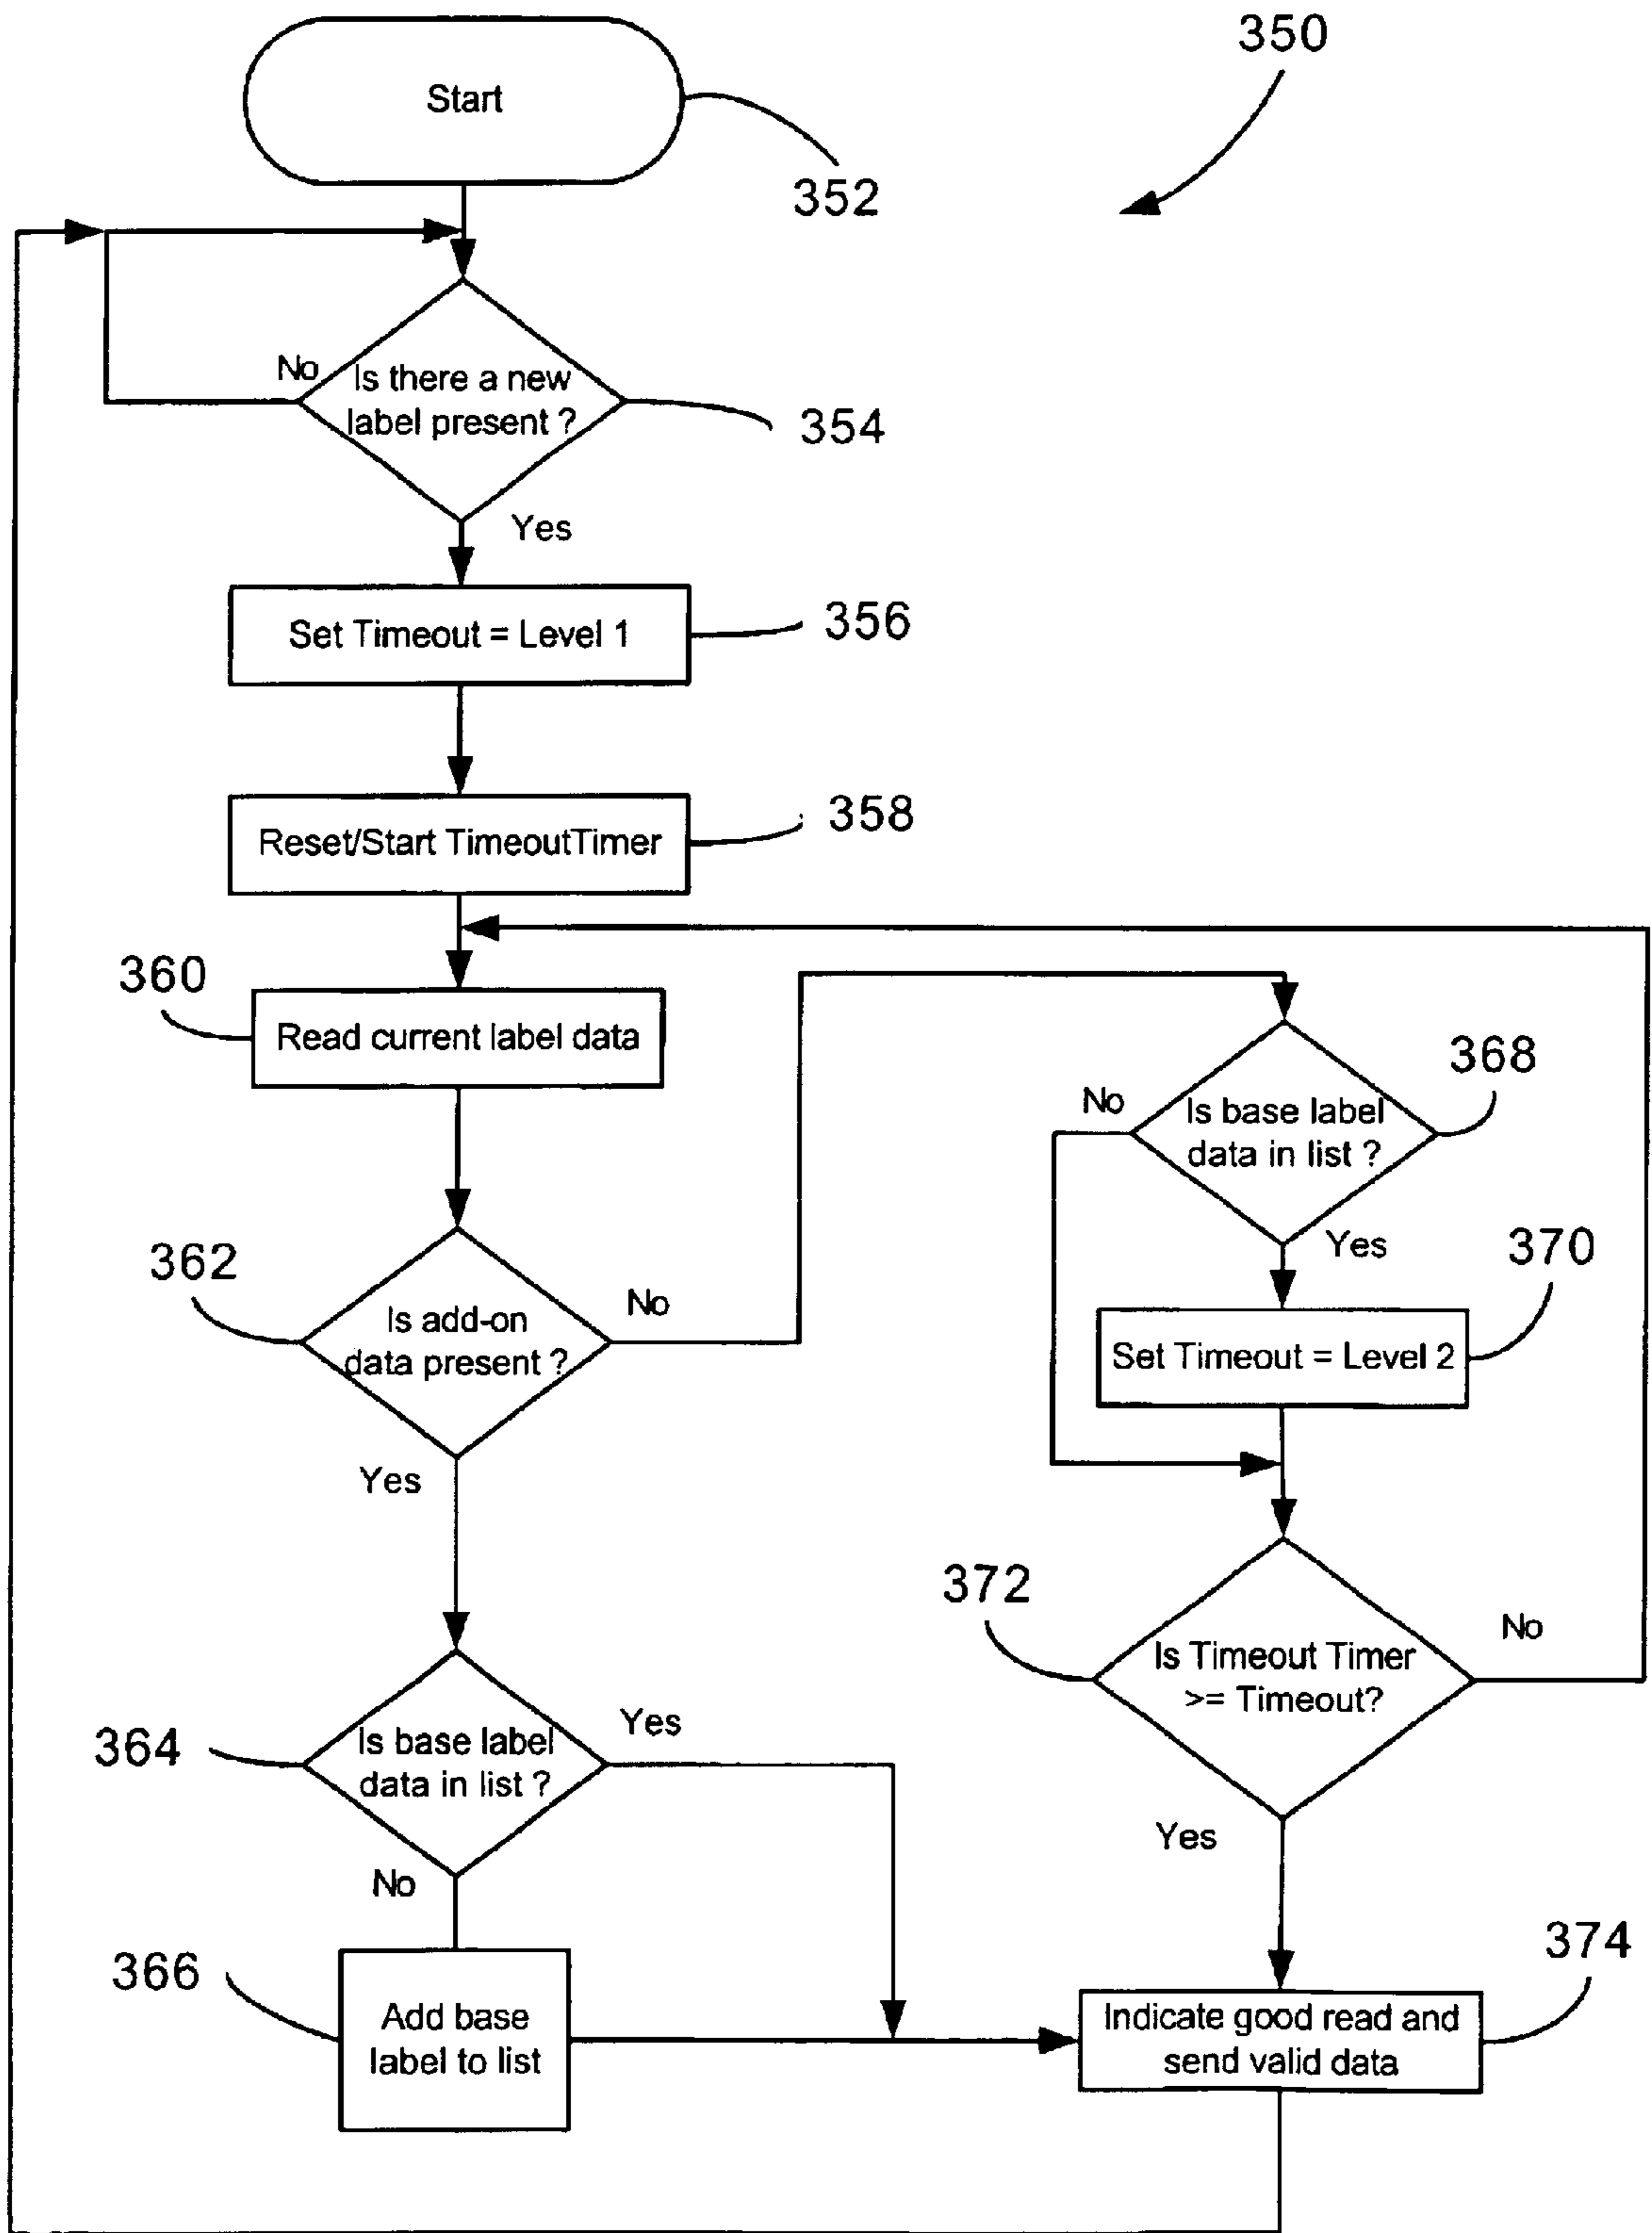 350
Start
352
No
Is there a new
label present ?
354
Yes
Set Timeout = Level 1
356
Reset/Start TimeoutTimer
358
360
Read current label data
368
No
Is base label
data in list ?
Yes
370
Set Timeout = Level 2
362
Is add-on
data present ?
No
Yes
372
Is Timeout Timer
>= Timeout?
No
Yes
364
Is base label
data in list ?
Yes
No
366
Add base
label to list
374
Indicate good read and
send valid data